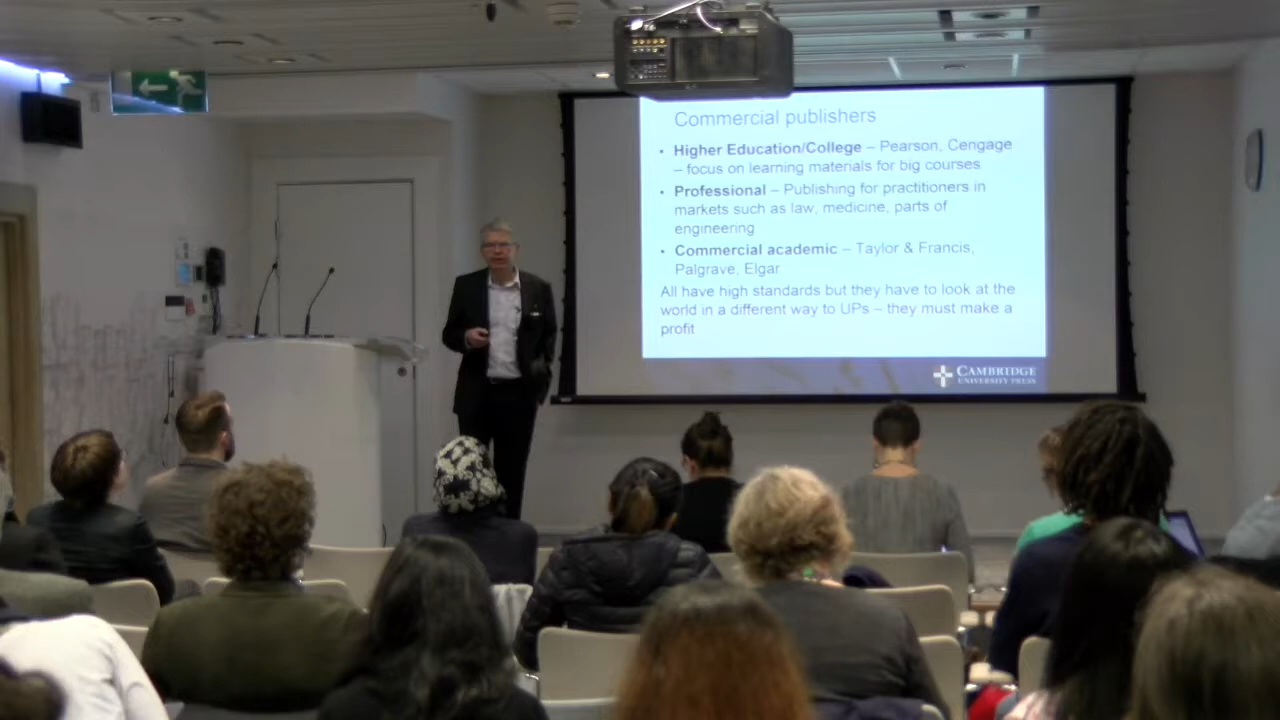 Commercial publishers
• Higher Education/College – Pearson, Cengage
– focus on learning materials for big courses
• Professional – Publishing for practitioners in
markets such as law, medicine, parts of
engineering
• Commercial academic – Taylor & Francis,
Palgrave, Elgar
All have high standards but they have to look at the
world in a different way to UPs – they must make a
profit
CAMBRIDGE
UNIVERSITY PRESS